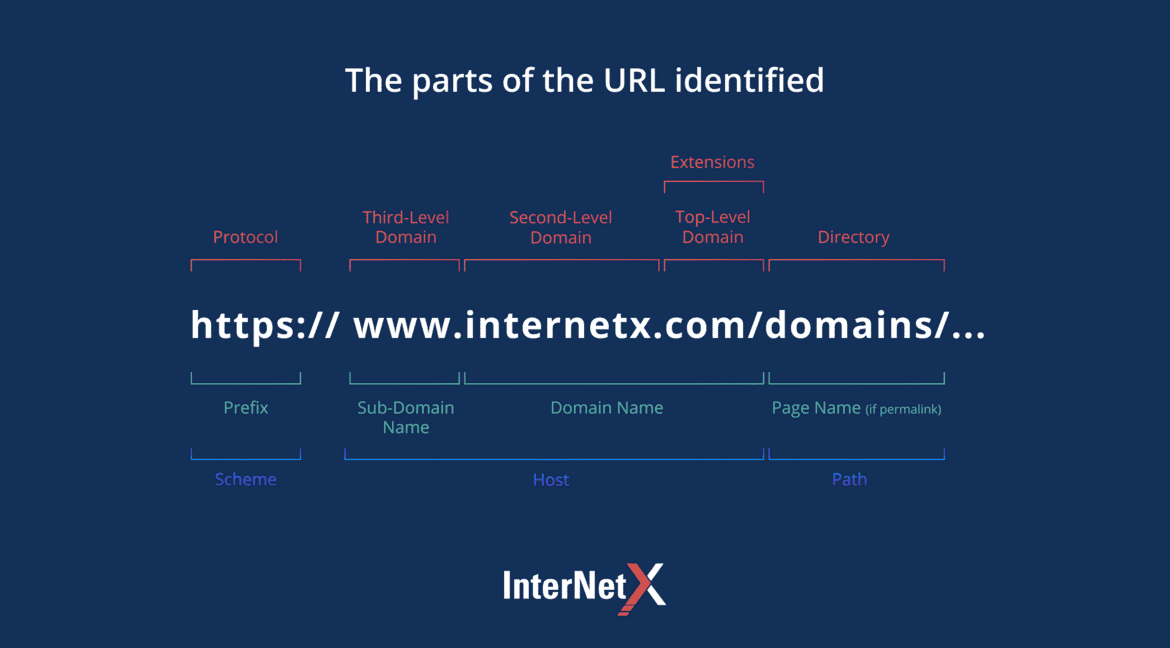 The parts of the URL identified
Extensions
Third-Level
Domain
Second-Level
Domain
Top-Level
Domain
Protocol
Directory
https:// www.internetx.com/domains/...
Prefix
Sub-Domain
Name
Domain Name
Page Name (if permalink)
Scheme
Host
Path
InterNetX